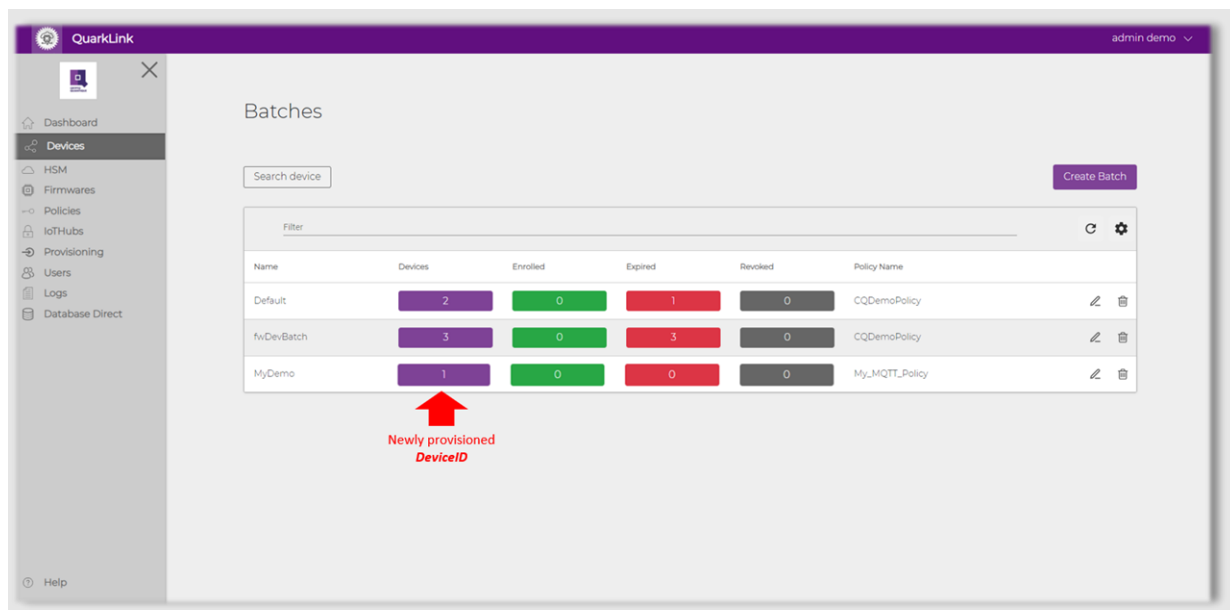 QuarkLink
admin demo
Dashboard
Devices
HSM
Firmwares
Policies
IoTHubs
Provisioning
Users
Logs
Database Direct
Help
Batches
Search device
Create Batch
Filter
Name Devices Enrolled Expired Revoked Policy Name
Default 2 0 1 0 CQDemoPolicy
fwDevBatch 3 0 3 0 CQDemoPolicy
MyDemo 1 0 0 0 My_MQTT_Policy
Newly provisioned
DeviceID